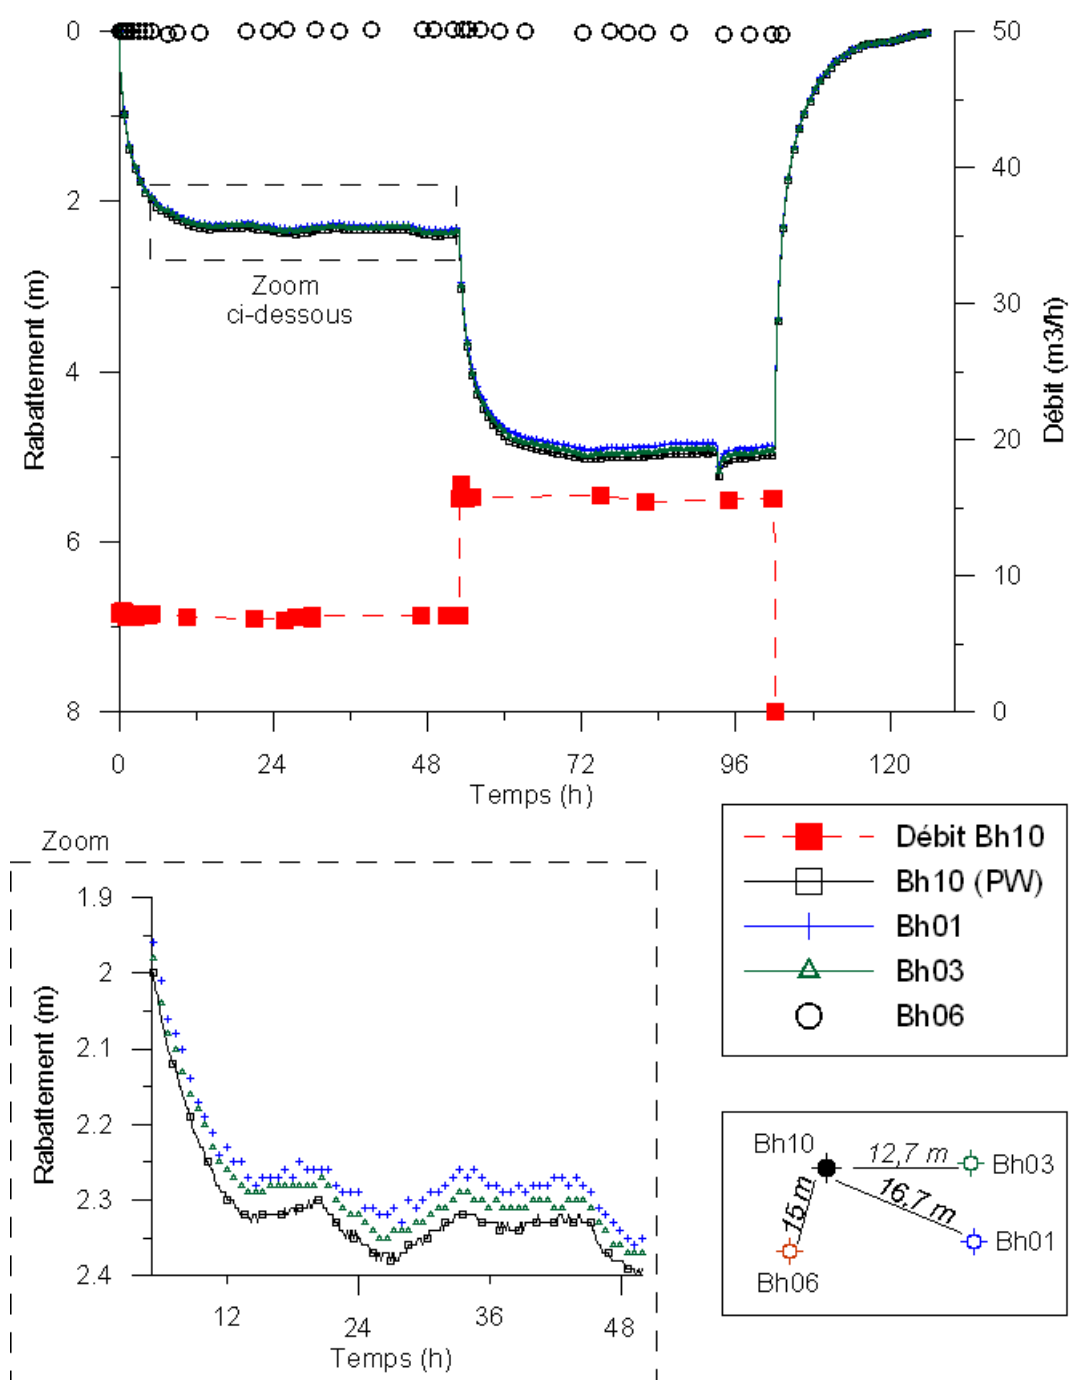 0
2
4
6
8
Rabattement (m)
50
40
30
20
10
0
Débit (m3/h)
Zoom
ci-dessous
0 24 48 72 96 120
Temps (h)
Zoom
1.9
2
2.1
2.2
2.3
2.4
Rabattement (m)
12 24 36 48
Temps (h)
Débit Bh10
Bh10 (PW)
Bh01
Bh03
Bh06
Bh10
12,7 m
Bh03
16,7 m
15 m
Bh01
Bh06